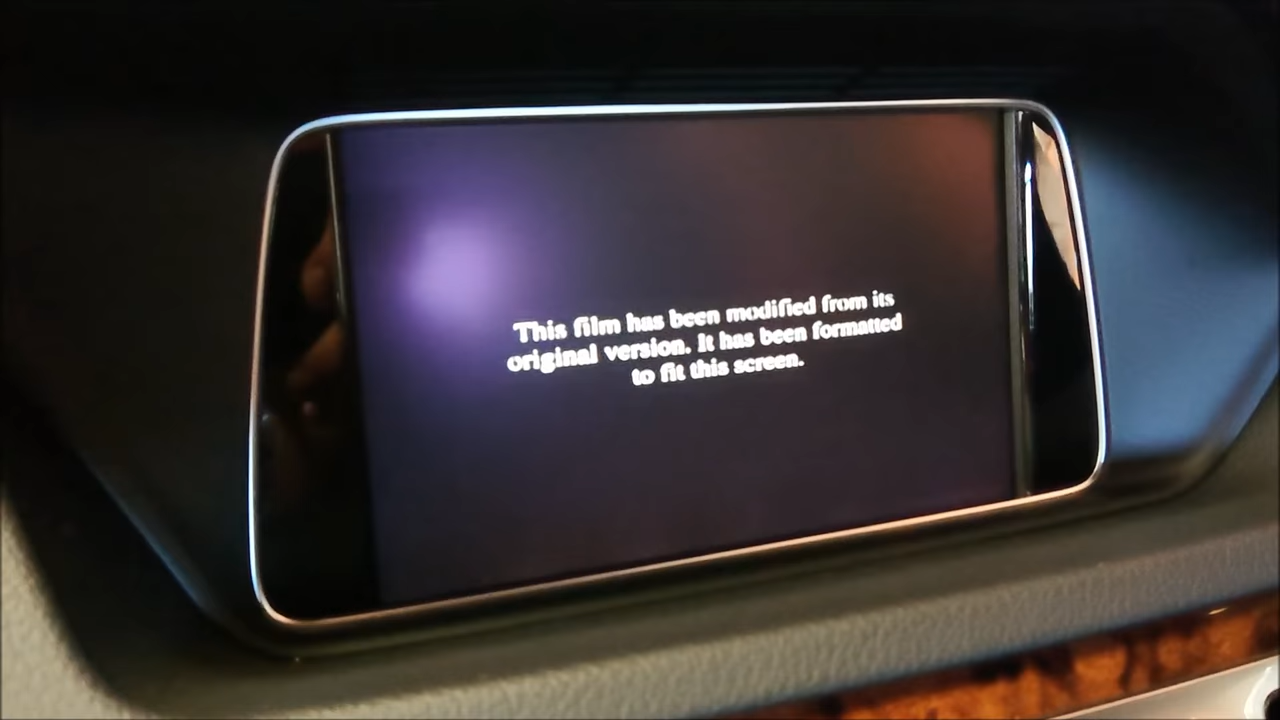 This film has been modified from its
original version. It has been formatted
to fit this screen.